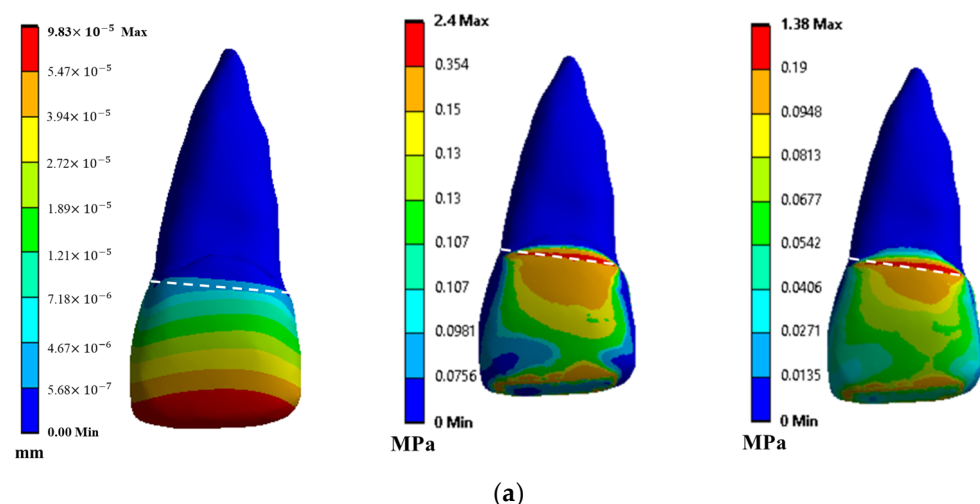 9.83× 10⁻⁵ Max
5.47× 10⁻⁵
3.94× 10⁻⁵
2.72× 10⁻⁵
1.89× 10⁻⁵
1.21× 10⁻⁵
7.18× 10⁻⁶
4.67× 10⁻⁶
5.68× 10⁻⁷
0.00 Min
mm
2.4 Max
0.354
0.15
0.13
0.13
0.107
0.107
0.0981
0.0756
0 Min
MPa
1.38 Max
0.19
0.0948
0.0813
0.0677
0.0542
0.0406
0.0271
0.0135
0 Min
MPa
(a)